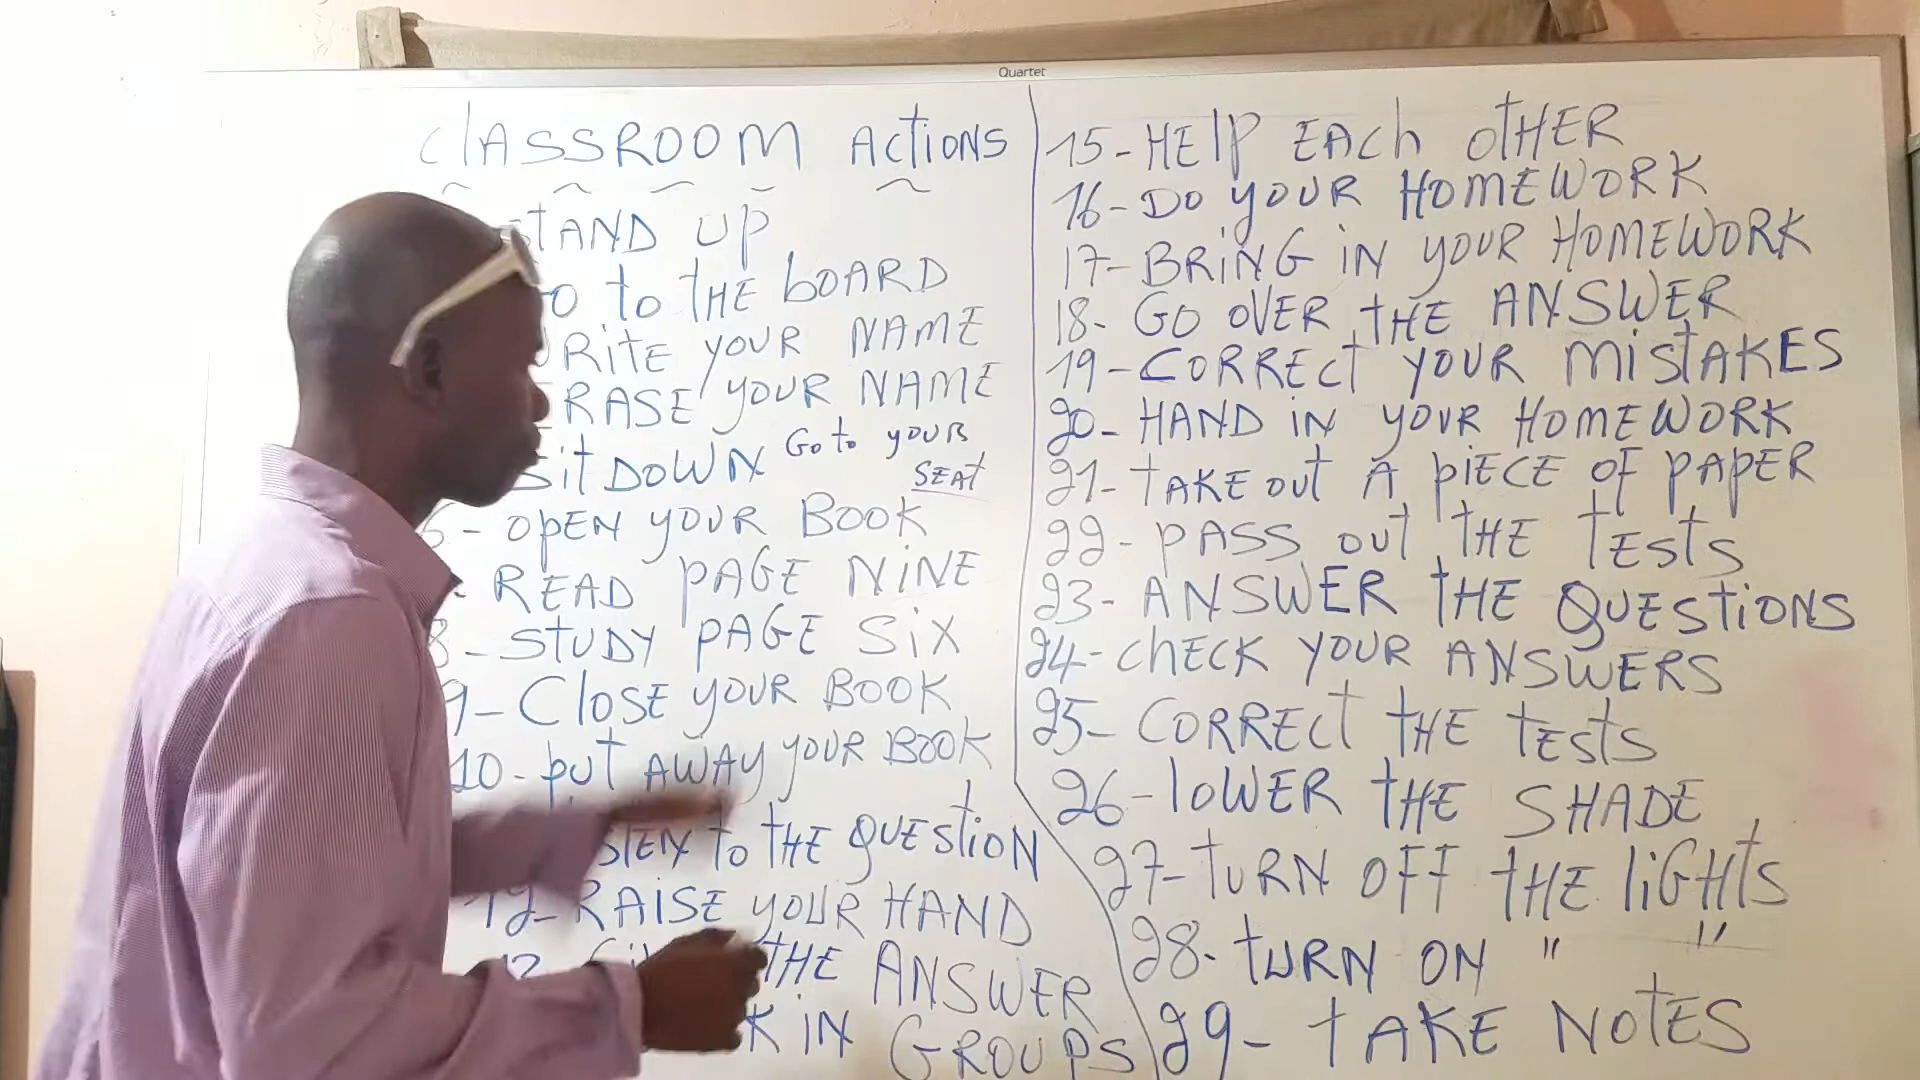 Quartet
CLASSROOM ACTIONS
STAND UP
TO THE BOARD
YOUR NAME
YOUR NAME
SIT DOWN Go to YOUR
SEAT
6- OPEN YOUR BOOK
READ PAGE NINE
8- STUDY PAGE SIX
9- CLOSE YOUR BOOK
10- PUT AWAY YOUR BOOK
TO THE QUESTION
12- RAISE YOUR HAND
THE ANSWER
IN GROUPS
15- HELP EACH OTHER
16- DO YOUR HOMEWORK
17- BRING IN YOUR HOMEWORK
18- GO OVER THE ANSWER
19- CORRECT YOUR MISTAKES
20- HAND IN YOUR HOMEWORK
21- TAKE OUT A PIECE OF PAPER
22- PASS OUT THE TESTS
23- ANSWER THE QUESTIONS
24- CHECK YOUR ANSWERS
25- CORRECT THE TESTS
26- LOWER THE SHADE
27- TURN OFF THE LIGHTS
28- TURN ON " "
29- TAKE NOTES